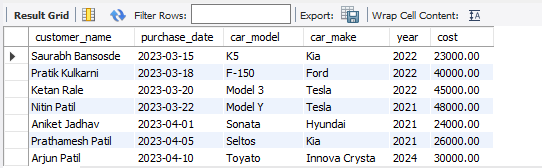 Result Grid Filter Rows: Export: Wrap Cell Content:
customer_name purchase_date car_model car_make year cost
Saurabh Bansosde 2023-03-15 K5 Kia 2022 23000.00
Pratik Kulkarni 2023-03-18 F-150 Ford 2022 40000.00
Ketan Rale 2023-03-20 Model 3 Tesla 2022 45000.00
Nitin Patil 2023-03-22 Model Y Tesla 2021 48000.00
Aniket Jadhav 2023-04-01 Sonata Hyundai 2021 24000.00
Prathamesh Patil 2023-04-05 Seltos Kia 2021 26000.00
Arjun Patil 2023-04-10 Toyato Innova Crysta 2024 30000.00